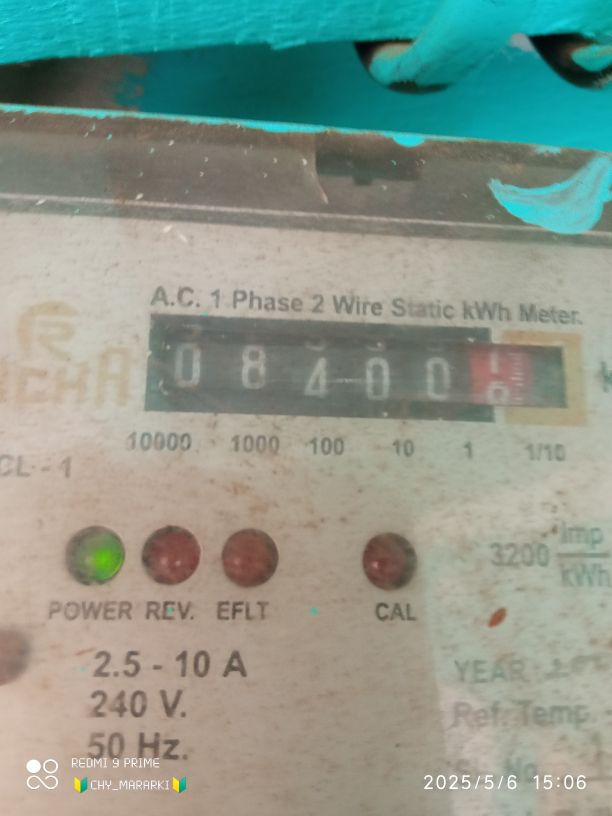 A.C. 1 Phase 2 Wire Static kWh Meter.
08400
10000 1000 100 10 1 1/10
CL - 1
3200 Imp
kWh
POWER REV. EFLT CAL
2.5 - 10 A
240 V.
50 Hz.
YEAR
Ref. Temp.
REDMI 9 PRIME
🔰CHY_MARARKI🔰
2025/5/6 15:06